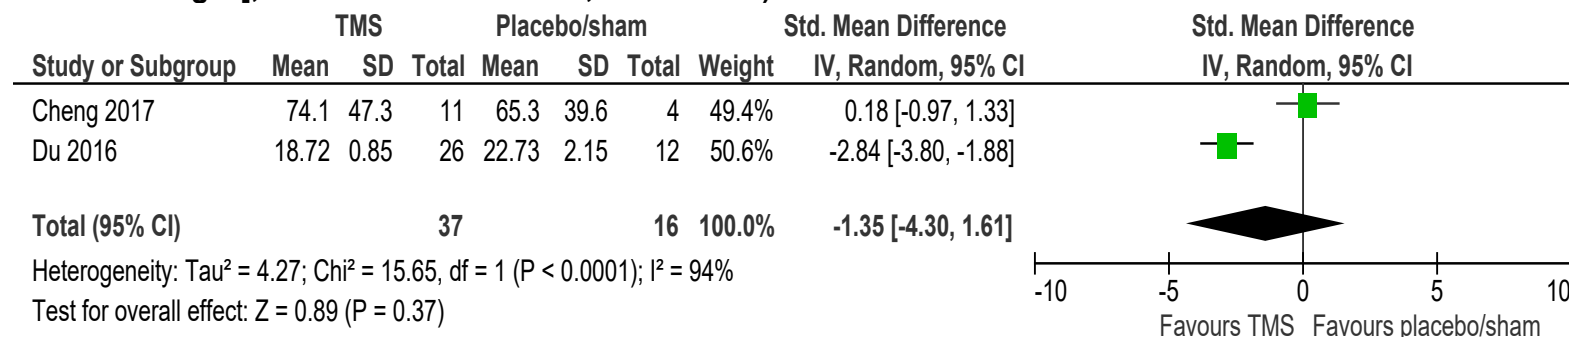 TMS Placebo/sham Std. Mean Difference Std. Mean Difference
Study or Subgroup Mean SD Total Mean SD Total Weight IV, Random, 95% CI IV, Random, 95% CI
Cheng 2017 74.1 47.3 11 65.3 39.6 4 49.4% 0.18 [-0.97, 1.33]
Du 2016 18.72 0.85 26 22.73 2.15 12 50.6% -2.84 [-3.80, -1.88]
Total (95% CI) 37 16 100.0% -1.35 [-4.30, 1.61]
Heterogeneity: Tau² = 4.27; Chi² = 15.65, df = 1 (P < 0.0001); I² = 94%
Test for overall effect: Z = 0.89 (P = 0.37)
-10 -5 0 5 10
Favours TMS Favours placebo/sham